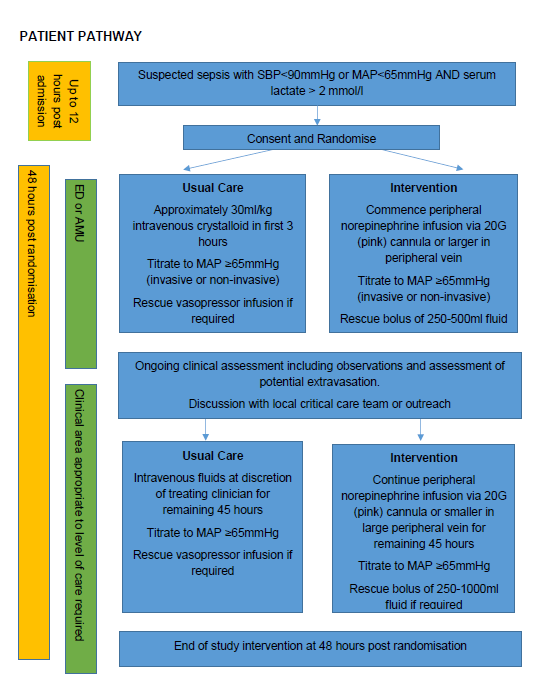 PATIENT PATHWAY
Up to 12
hours post
admission
Suspected sepsis with SBP<90mmHg or MAP<65mmHg AND serum
lactate > 2 mmol/l
Consent and Randomise
48 hours post randomisation
ED or AMU
Usual Care
Approximately 30ml/kg
intravenous crystalloid in first 3
hours
Titrate to MAP ≥65mmHg
(invasive or non-invasive)
Rescue vasopressor infusion if
required
Intervention
Commence peripheral
norepinephrine infusion via 20G
(pink) cannula or larger in
peripheral vein
Titrate to MAP ≥65mmHg
(invasive or non-invasive)
Rescue bolus of 250-500ml fluid
Ongoing clinical assessment including observations and assessment of
potential extravasation.
Discussion with local critical care team or outreach
Clinical area appropriate to level of care required
Usual Care
Intravenous fluids at discretion
of treating clinician for
remaining 45 hours
Titrate to MAP ≥65mmHg
Rescue vasopressor infusion if
required
Intervention
Continue peripheral
norepinephrine infusion via 20G
(pink) cannula or smaller in
large peripheral vein for
remaining 45 hours
Titrate to MAP ≥65mmHg
Rescue bolus of 250-1000ml
fluid if required
End of study intervention at 48 hours post randomisation